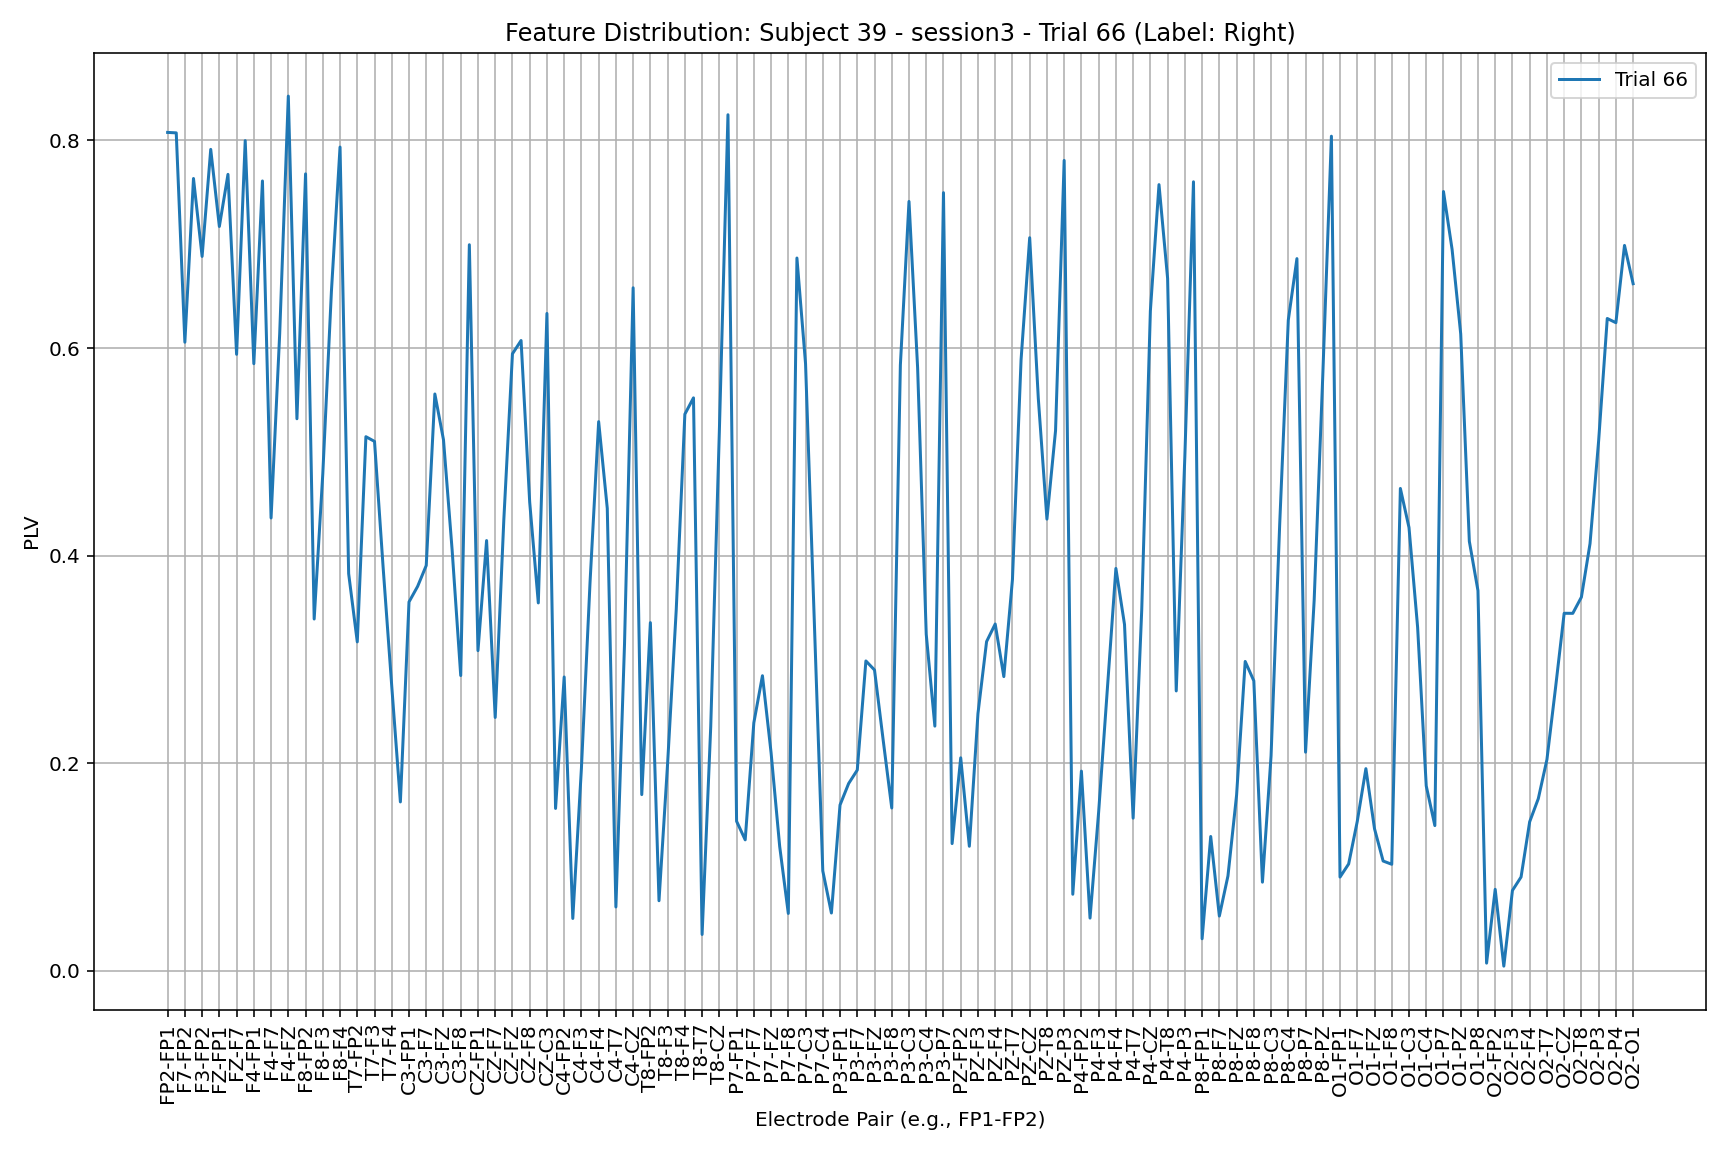 Feature Distribution: Subject 39 - session3 - Trial 66 (Label: Right)
Trial 66
PLV
0.8
0.6
0.4
0.2
0.0
FP2-FP1
F7-FP2
F3-FP2
FZ-FP1
FZ-F7
F4-FP1
F4-F7
F4-FZ
F8-FP2
F8-F3
F8-F4
T7-FP2
T7-F3
T7-F4
C3-FP1
C3-F7
C3-FZ
C3-F8
CZ-FP1
CZ-F7
CZ-FZ
CZ-F8
CZ-C3
C4-FP2
C4-F3
C4-F4
C4-T7
C4-CZ
T8-FP2
T8-F3
T8-F4
T8-T7
T8-CZ
P7-FP1
P7-F7
P7-FZ
P7-F8
P7-C3
P7-C4
P3-FP1
P3-F7
P3-FZ
P3-F8
P3-C3
P3-C4
P3-P7
PZ-FP2
PZ-F3
PZ-F4
PZ-T7
PZ-CZ
PZ-T8
PZ-P3
P4-FP2
P4-F3
P4-F4
P4-T7
P4-CZ
P4-T8
P4-P3
P8-FP1
P8-F7
P8-FZ
P8-F8
P8-C3
P8-C4
P8-P7
P8-PZ
O1-FP1
O1-F7
O1-FZ
O1-F8
O1-C3
O1-C4
O1-P7
O1-PZ
O1-P8
O2-FP2
O2-F3
O2-F4
O2-T7
O2-CZ
O2-T8
O2-P3
O2-P4
O2-O1
Electrode Pair (e.g., FP1-FP2)